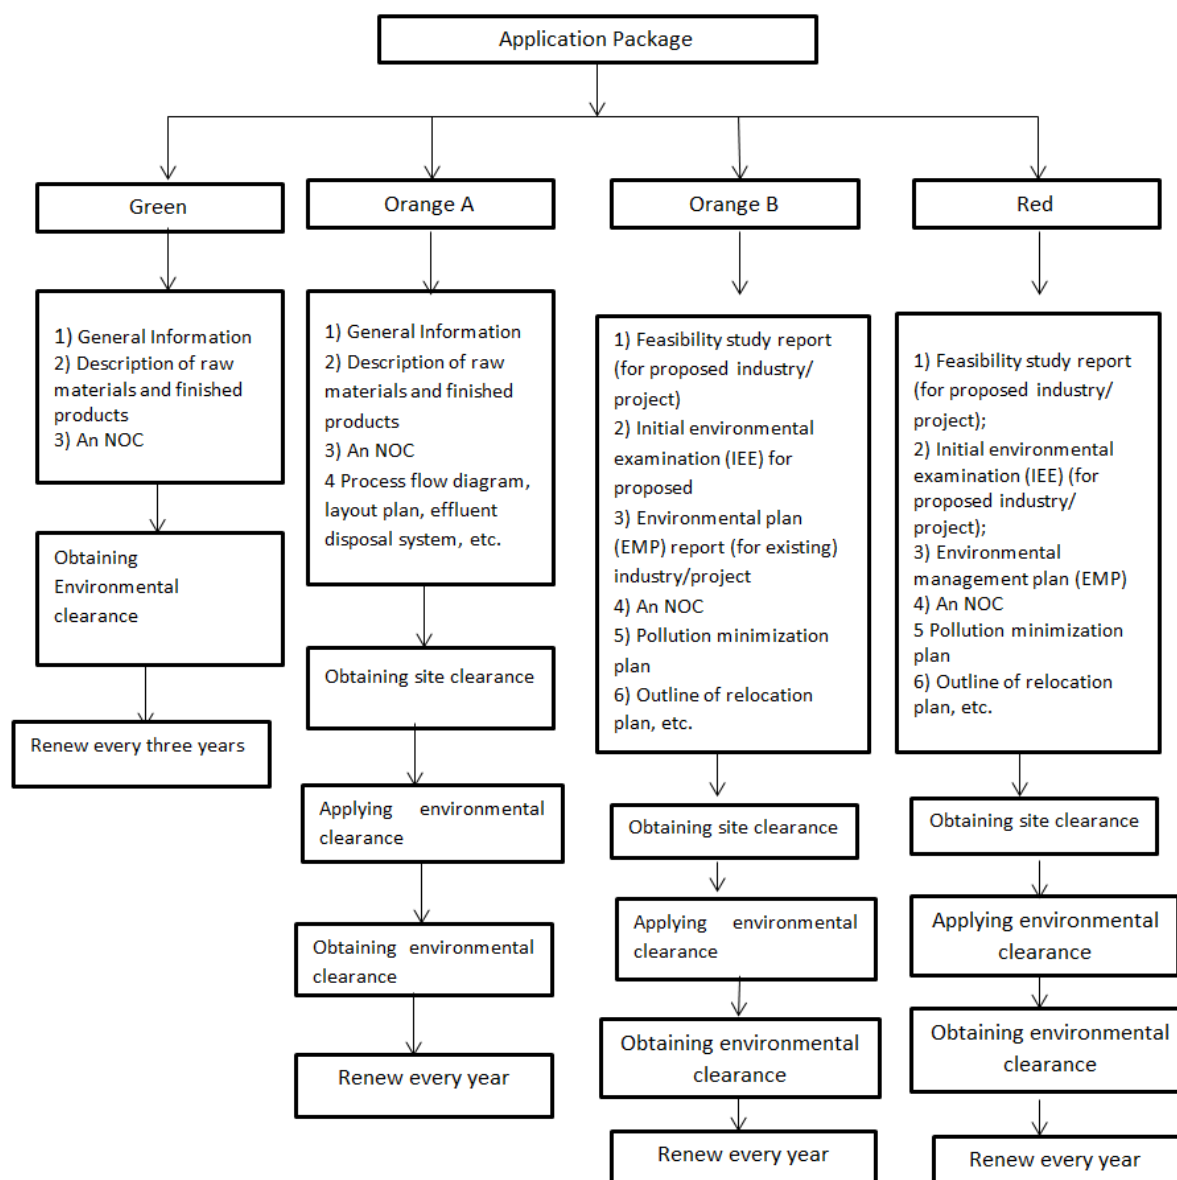 Application Package
Green
Orange A
Orange B
Red
1) General Information
2) Description of raw
materials and finished
products
3) An NOC
Obtaining
Environmental
clearance
Renew every three years
1) General Information
2) Description of raw
materials and finished
products
3) An NOC
4 Process flow diagram,
layout plan, effluent
disposal system, etc.
Obtaining site clearance
Applying environmental
clearance
Obtaining environmental
clearance
Renew every year
1) Feasibility study report
(for proposed industry/
project)
2) Initial environmental
examination (IEE) for
proposed
3) Environmental plan
(EMP) report (for existing)
industry/project
4) An NOC
5) Pollution minimization
plan
6) Outline of relocation
plan, etc.
Obtaining site clearance
Applying environmental
clearance
Obtaining environmental
clearance
Renew every year
1) Feasibility study report
(for proposed industry/
project);
2) Initial environmental
examination (IEE) (for
proposed industry/
project);
3) Environmental
management plan (EMP)
4) An NOC
5 Pollution minimization
plan
6) Outline of relocation
plan, etc.
Obtaining site clearance
Applying environmental
clearance
Obtaining environmental
clearance
Renew every year